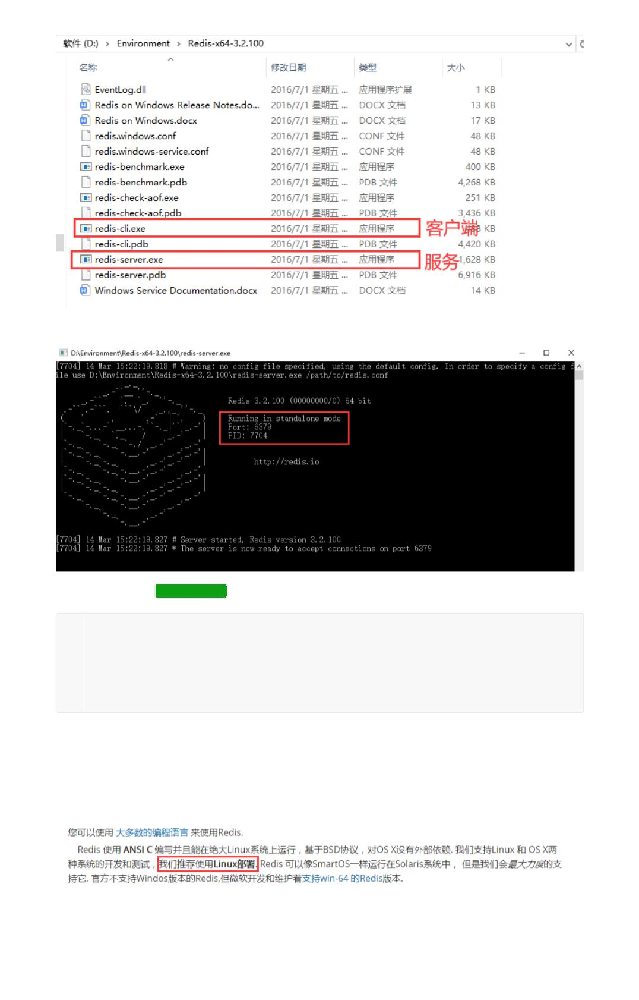 软件 (D:) › Environment › Redis-x64-3.2.100
名称 修改日期 类型 大小
EventLog.dll 2016/7/1 星期五 ... 应用程序扩展 1 KB
Redis on Windows Release Notes.do... 2016/7/1 星期五 ... DOCX 文档 13 KB
Redis on Windows.docx 2016/7/1 星期五 ... DOCX 文档 17 KB
redis.windows.conf 2016/7/1 星期五 ... CONF 文件 48 KB
redis.windows-service.conf 2016/7/1 星期五 ... CONF 文件 48 KB
redis-benchmark.exe 2016/7/1 星期五 ... 应用程序 400 KB
redis-benchmark.pdb 2016/7/1 星期五 ... PDB 文件 4,268 KB
redis-check-aof.exe 2016/7/1 星期五 ... 应用程序 251 KB
redis-check-aof.pdb 2016/7/1 星期五 ... PDB 文件 3,436 KB
redis-cli.exe 2016/7/1 星期五 ... 应用程序 客户端 KB
redis-cli.pdb 2016/7/1 星期五 ... PDB 文件 4,420 KB
redis-server.exe 2016/7/1 星期五 ... 应用程序 服务 1,628 KB
redis-server.pdb 2016/7/1 星期五 ... PDB 文件 6,916 KB
Windows Service Documentation.docx 2016/7/1 星期五 ... DOCX 文档 14 KB
D:\Environment\Redis-x64-3.2.100\redis-server.exe
[7704] 14 Mar 15:22:19.818 # Warning: no config file specified, using the default config. In order to specify a config f
ile use D:\Environment\Redis-x64-3.2.100\redis-server.exe /path/to/redis.conf
Redis 3.2.100 (00000000/0) 64 bit
Running in standalone mode
Port: 6379
PID: 7704
http://redis.io
[7704] 14 Mar 15:22:19.827 # Server started, Redis version 3.2.100
[7704] 14 Mar 15:22:19.827 * The server is now ready to accept connections on port 6379
您可以使用 大多数的编程语言 来使用Redis.
Redis 使用 ANSI C 编写并且能在绝大Linux系统上运行，基于BSD协议，对OS X没有外部依赖. 我们支持Linux 和 OS X两
种系统的开发和测试，我们推荐使用Linux部署. Redis 可以像SmartOS一样运行在Solaris系统中， 但是我们会最大力度的支
持它. 官方不支持Windos版本的Redis,但微软开发和维护着支持win-64 的Redis版本.